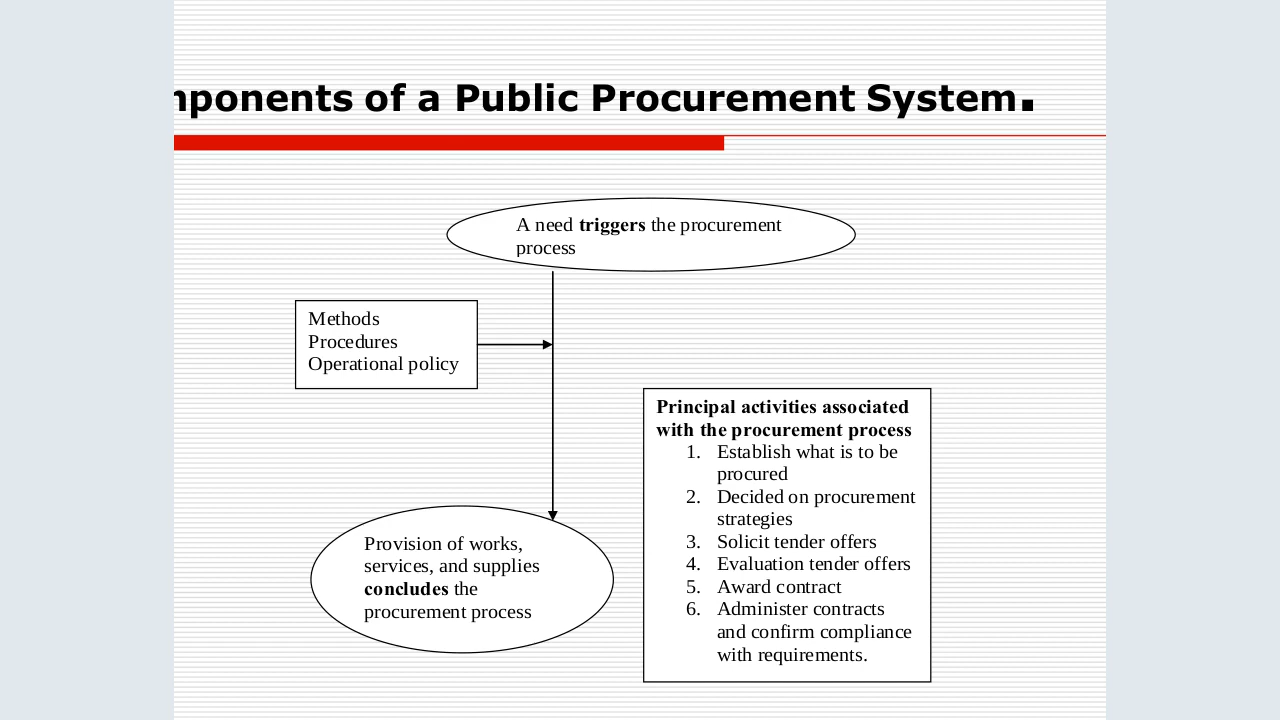 mponents of a Public Procurement System.
A need triggers the procurement
process
Methods
Procedures
Operational policy
Principal activities associated
with the procurement process
1. Establish what is to be
procured
2. Decided on procurement
strategies
3. Solicit tender offers
4. Evaluation tender offers
5. Award contract
6. Administer contracts
and confirm compliance
with requirements.
Provision of works,
services, and supplies
concludes the
procurement process